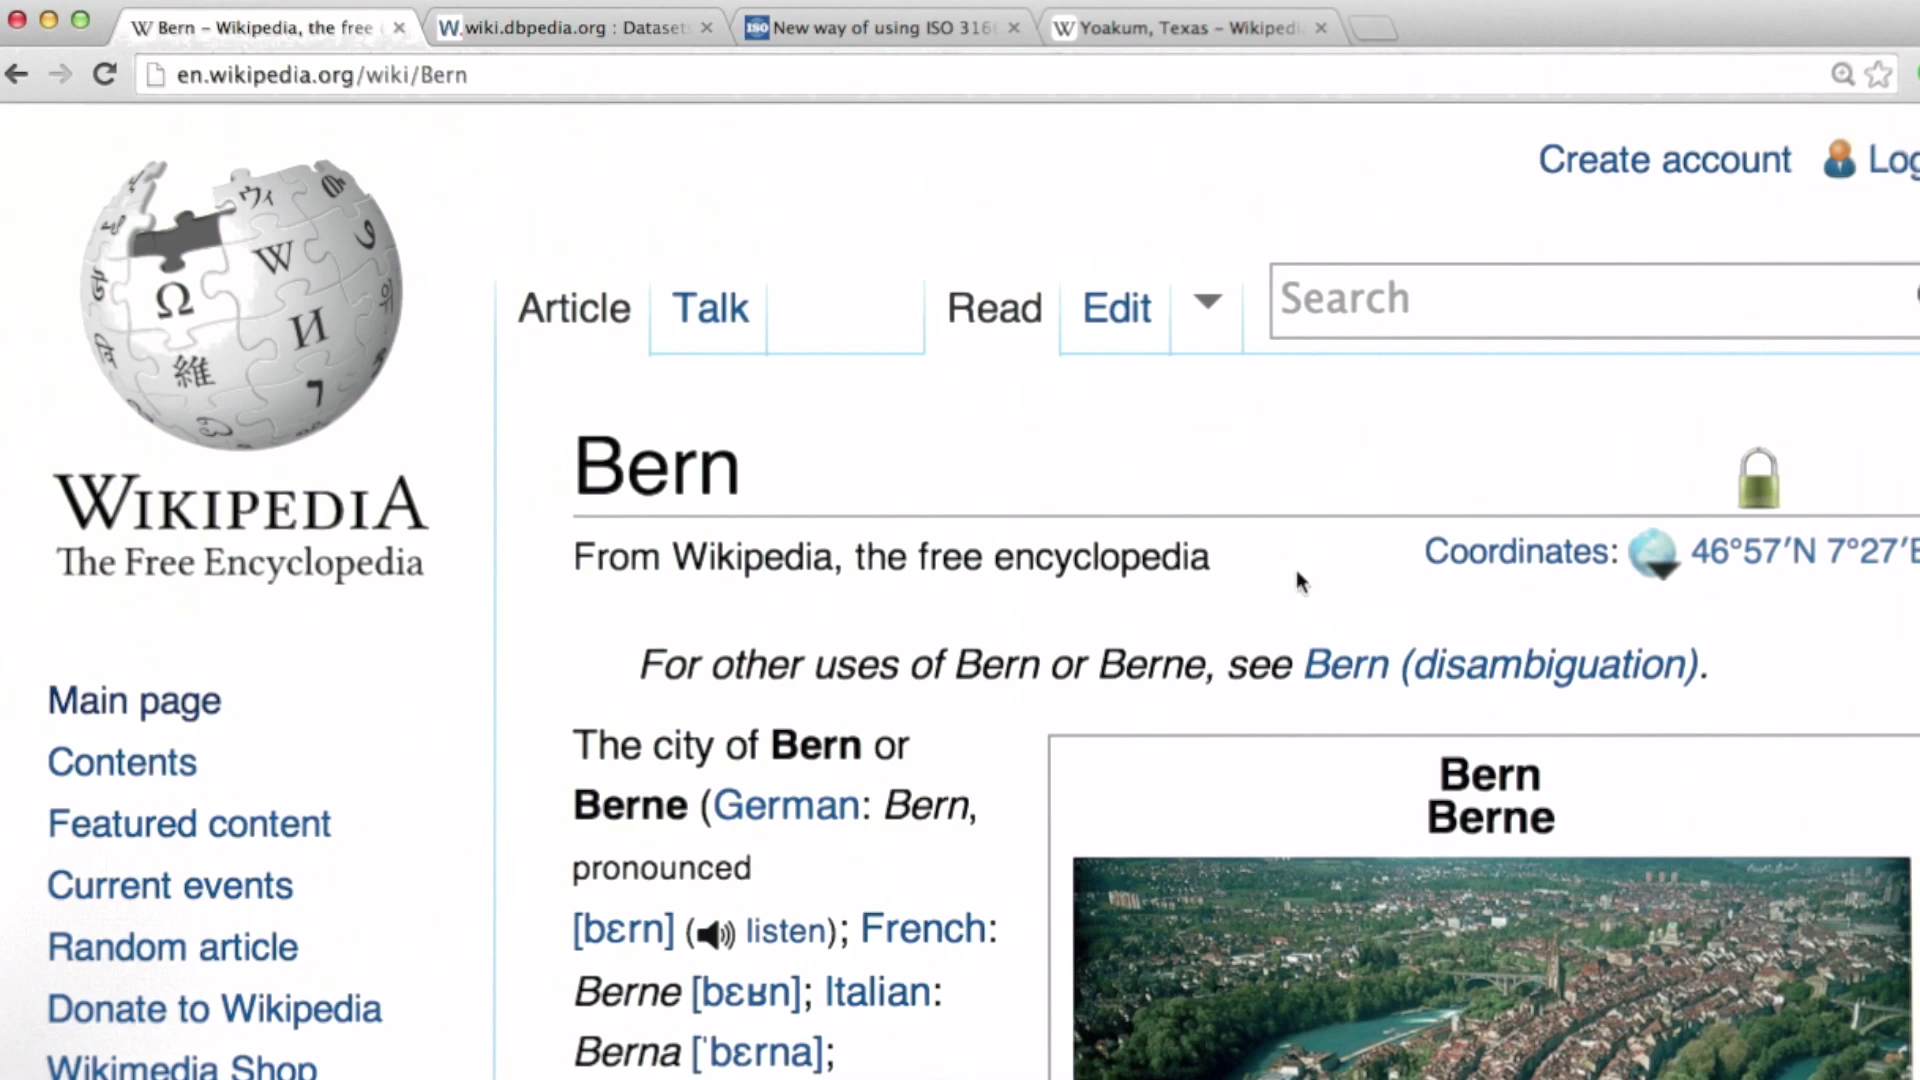 Bern – Wikipedia, the free
wiki.dbpedia.org : Datasets
New way of using ISO 3166
Yoakum, Texas – Wikipedi
en.wikipedia.org/wiki/Bern
Create account
Log
Article
Talk
Read
Edit
Search
WIKIPEDIA
The Free Encyclopedia
Bern
From Wikipedia, the free encyclopedia
Coordinates: 46°57′N 7°27′E
For other uses of Bern or Berne, see Bern (disambiguation).
Main page
Contents
Featured content
Current events
Random article
Donate to Wikipedia
Wikimedia Shop
The city of Bern or
Berne (German: Bern,
pronounced
[bɛrn] ( listen); French:
Berne [bɛʁn]; Italian:
Berna [ˈbɛrna];
Bern
Berne